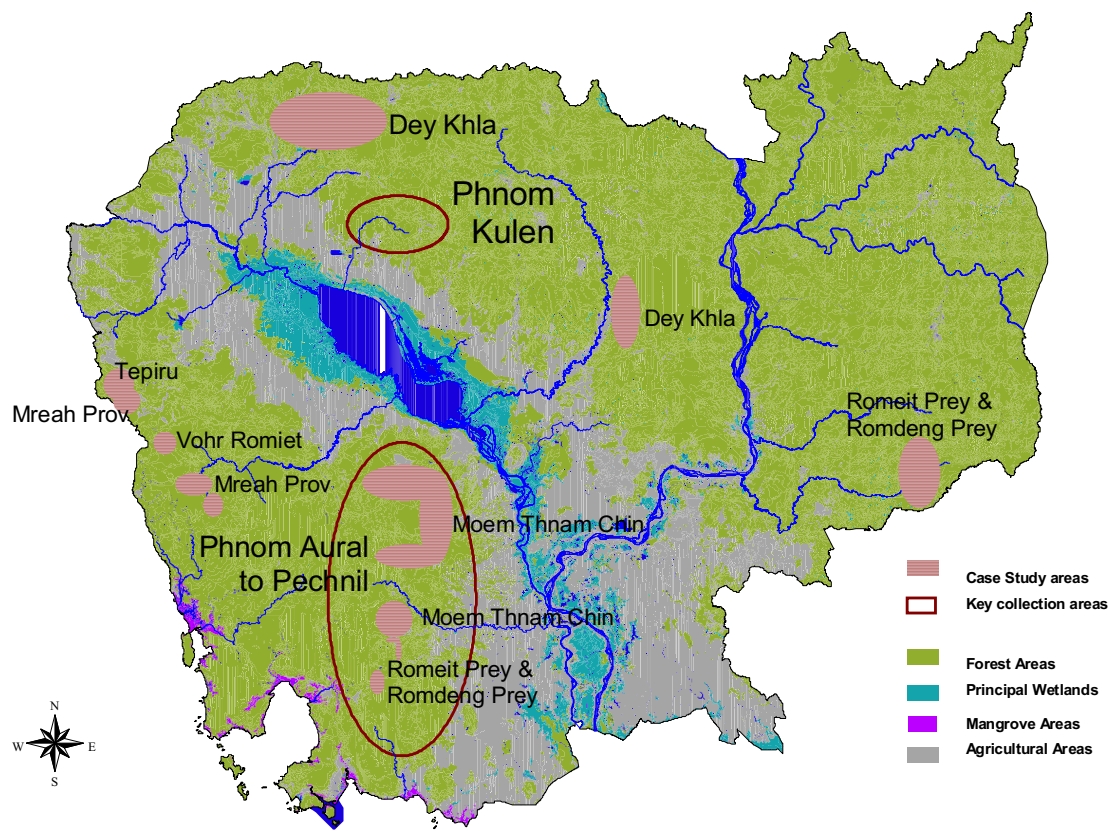 Dey Khla
Phnom
Kulen
Dey Khla
Tepiru
Mreah Prov
Vohr Romiet
Mreah Prov
Romeit Prey &
Romdeng Prey
Moem Thnam Chin
Phnom Aural
to Pechnil
Moem Thnam Chin
Romeit Prey &
Romdeng Prey
Case Study areas
Key collection areas
Forest Areas
Principal Wetlands
Mangrove Areas
Agricultural Areas
N
W E
S